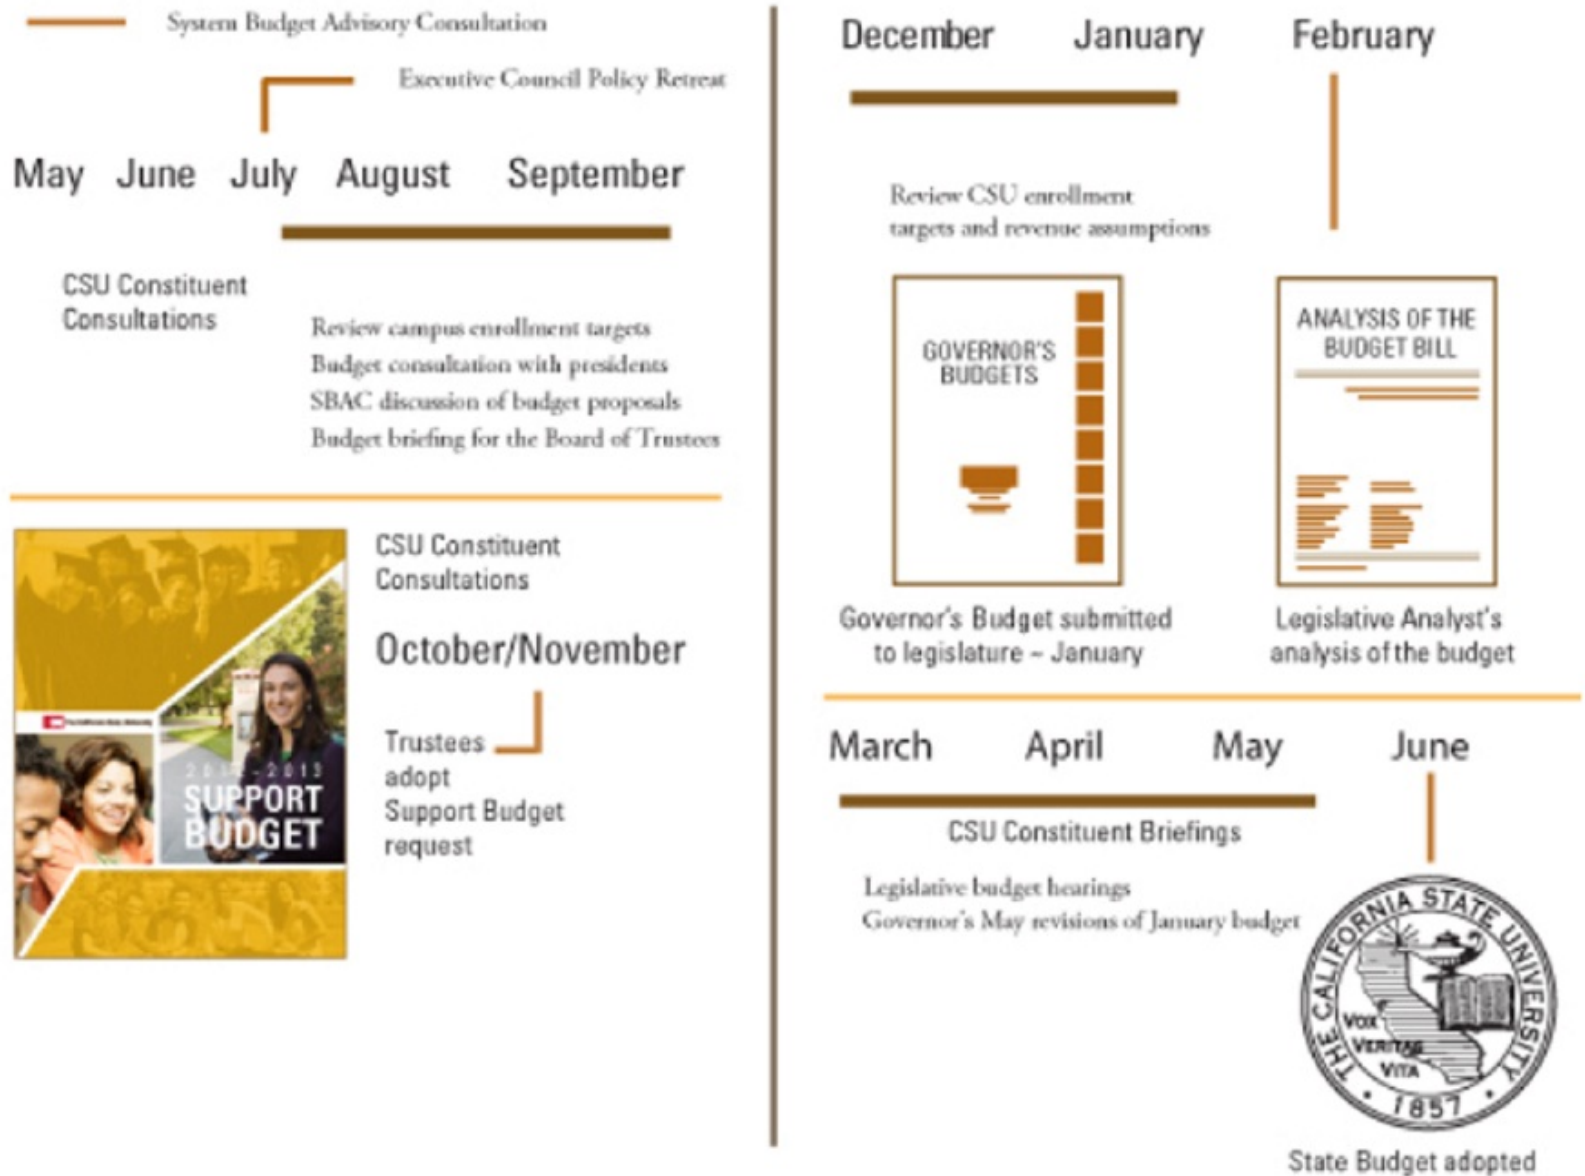 System Budget Advisory Consultation
Executive Council Policy Retreat
May June July August September
CSU Constituent
Consultations
Review campus enrollment targets
Budget consultation with presidents
SBAC discussion of budget proposals
Budget briefing for the Board of Trustees
SUPPORT
BUDGET
CSU Constituent
Consultations
October/November
Trustees
adopt
Support Budget
request
December January February
Review CSU enrollment
targets and revenue assumptions
GOVERNOR'S
BUDGETS
ANALYSIS OF THE
BUDGET BILL
Governor's Budget submitted
to legislature ~ January
Legislative Analyst's
analysis of the budget
March April May June
CSU Constituent Briefings
Legislative budget hearings
Governor's May revisions of January budget
THE CALIFORNIA STATE UNIVERSITY
VOX
VERITAS
VITA
• 1857 •
State Budget adopted